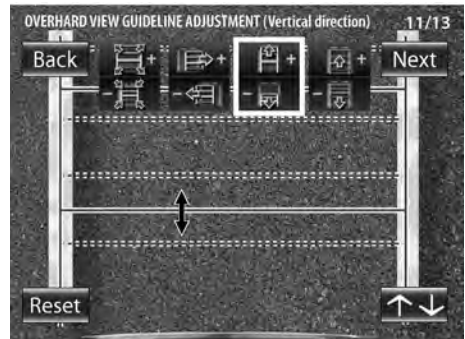 OVERHARD VIEW GUIDELINE ADJUSTMENT (Vertical direction) 11/13
Back + + + + Next
- - - -
Reset